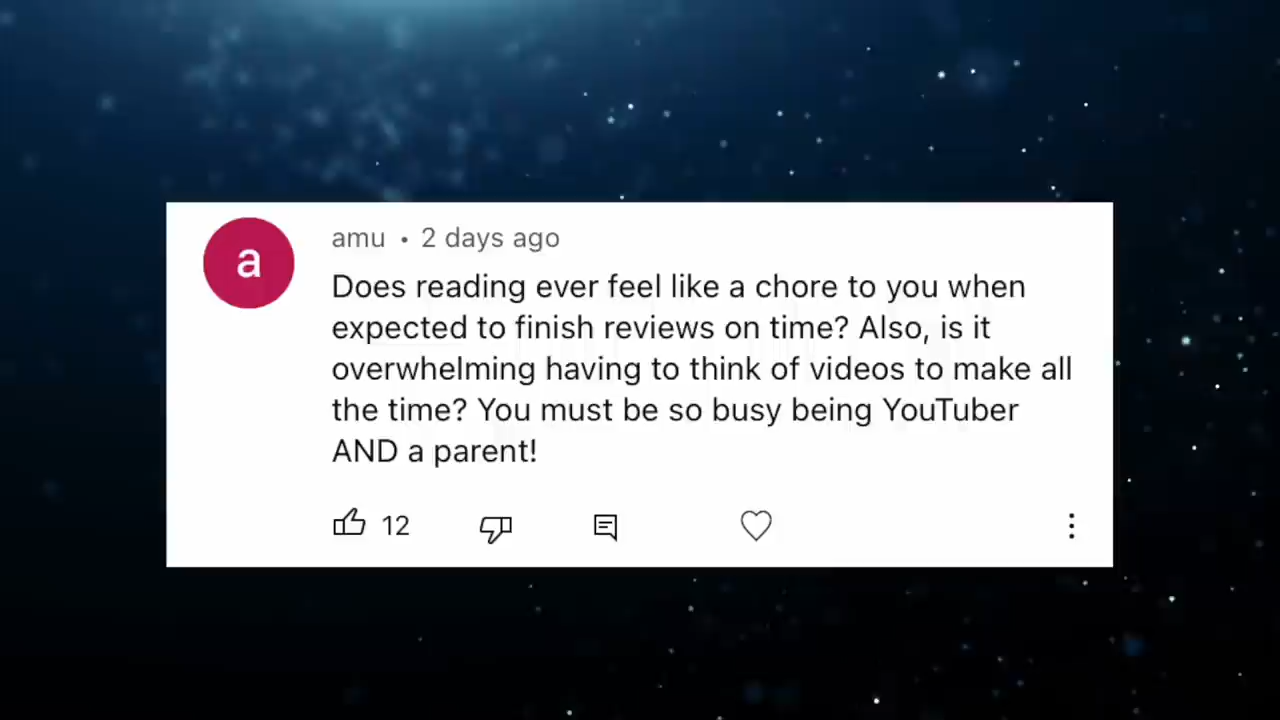 a
amu • 2 days ago
Does reading ever feel like a chore to you when
expected to finish reviews on time? Also, is it
overwhelming having to think of videos to make all
the time? You must be so busy being YouTuber
AND a parent!
12